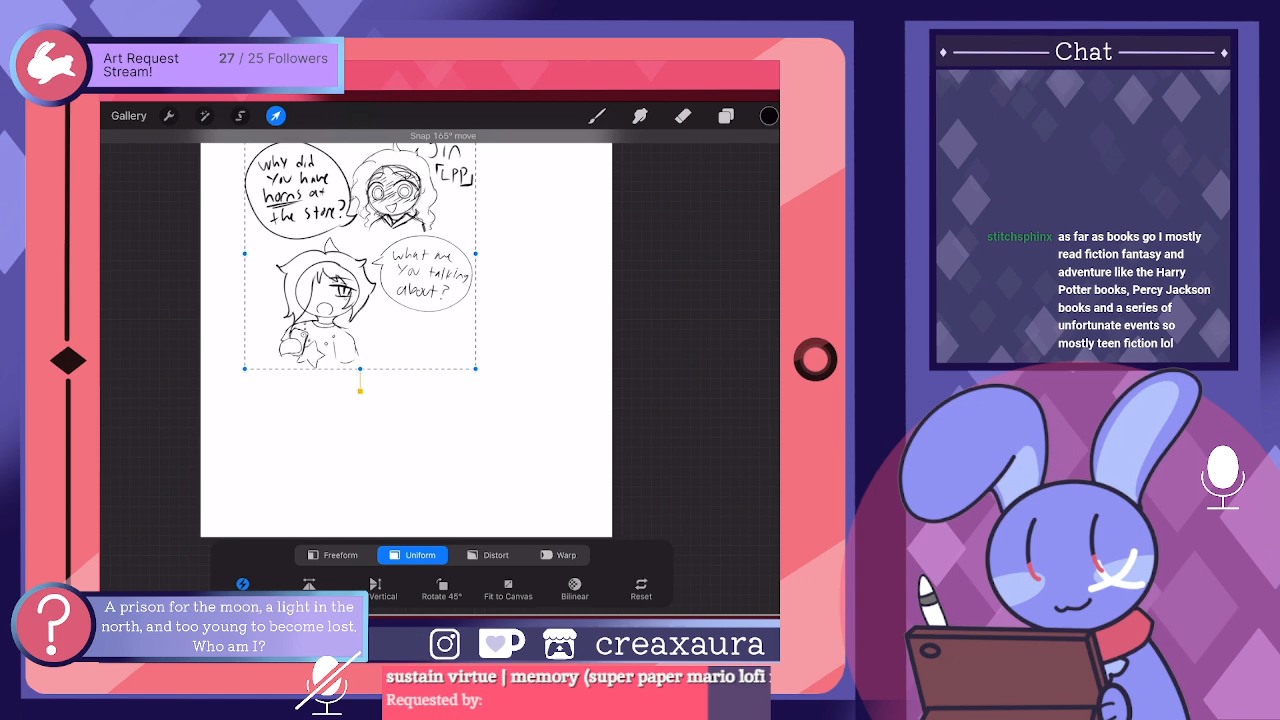 Art Request
Stream!
27 / 25 Followers
Gallery
Snap 165° move
why did
you have
horns at
the store?
LPP
what are
you talking
about?
Freeform
Uniform
Distort
Warp
Vertical
Rotate 45°
Fit to Canvas
Bilinear
Reset
A prison for the moon, a light in the
north, and too young to become lost.
Who am I?
creaxaura
sustain virtue | memory (super paper mario lofi
Requested by:
Chat
stitchsphinx as far as books go I mostly
read fiction fantasy and
adventure like the Harry
Potter books, Percy Jackson
books and a series of
unfortunate events so
mostly teen fiction lol